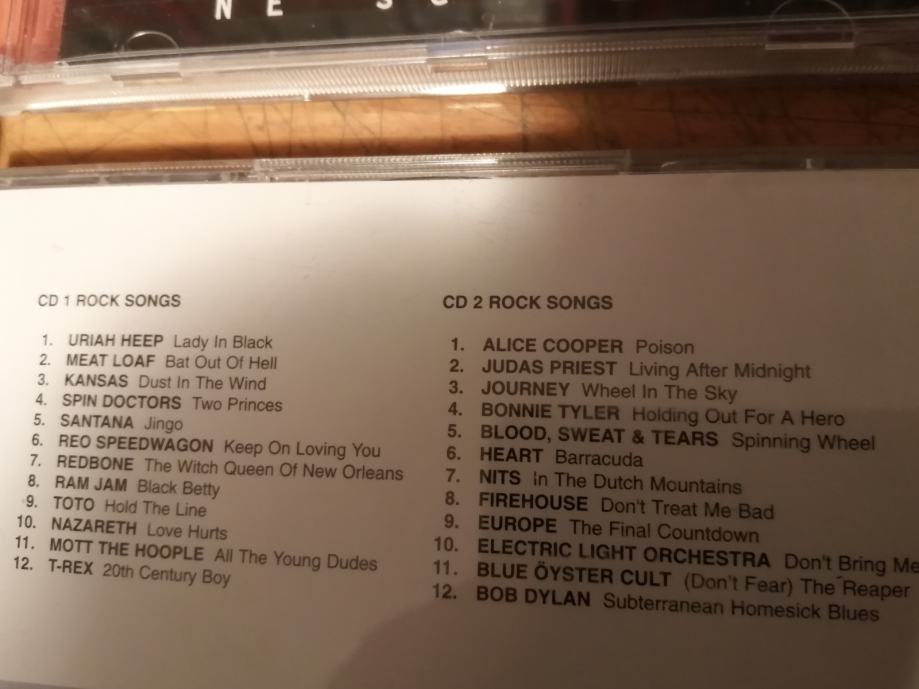 NE
CD 1 ROCK SONGS
1. URIAH HEEP Lady In Black
2. MEAT LOAF Bat Out Of Hell
3. KANSAS Dust In The Wind
4. SPIN DOCTORS Two Princes
5. SANTANA Jingo
6. REO SPEEDWAGON Keep On Loving You
7. REDBONE The Witch Queen Of New Orleans
8. RAM JAM Black Betty
9. TOTO Hold The Line
10. NAZARETH Love Hurts
11. MOTT THE HOOPLE All The Young Dudes
12. T-REX 20th Century Boy
CD 2 ROCK SONGS
1. ALICE COOPER Poison
2. JUDAS PRIEST Living After Midnight
3. JOURNEY Wheel In The Sky
4. BONNIE TYLER Holding Out For A Hero
5. BLOOD, SWEAT & TEARS Spinning Wheel
6. HEART Barracuda
7. NITS In The Dutch Mountains
8. FIREHOUSE Don't Treat Me Bad
9. EUROPE The Final Countdown
10. ELECTRIC LIGHT ORCHESTRA Don't Bring Me
11. BLUE ÖYSTER CULT (Don't Fear) The Reaper
12. BOB DYLAN Subterranean Homesick Blues